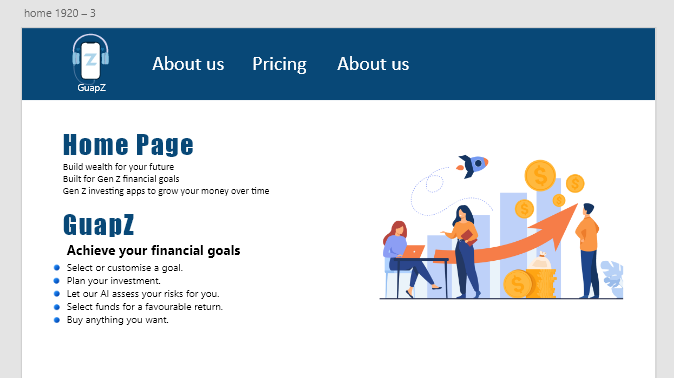 home 1920 – 3
Z
GuapZ
About us
Pricing
About us
Home Page
Build wealth for your future
Built for Gen Z financial goals
Gen Z investing apps to grow your money over time
GuapZ
Achieve your financial goals
Select or customise a goal.
Plan your investment.
Let our AI assess your risks for you.
Select funds for a favourable return.
Buy anything you want.
$
$
$
$
$
$